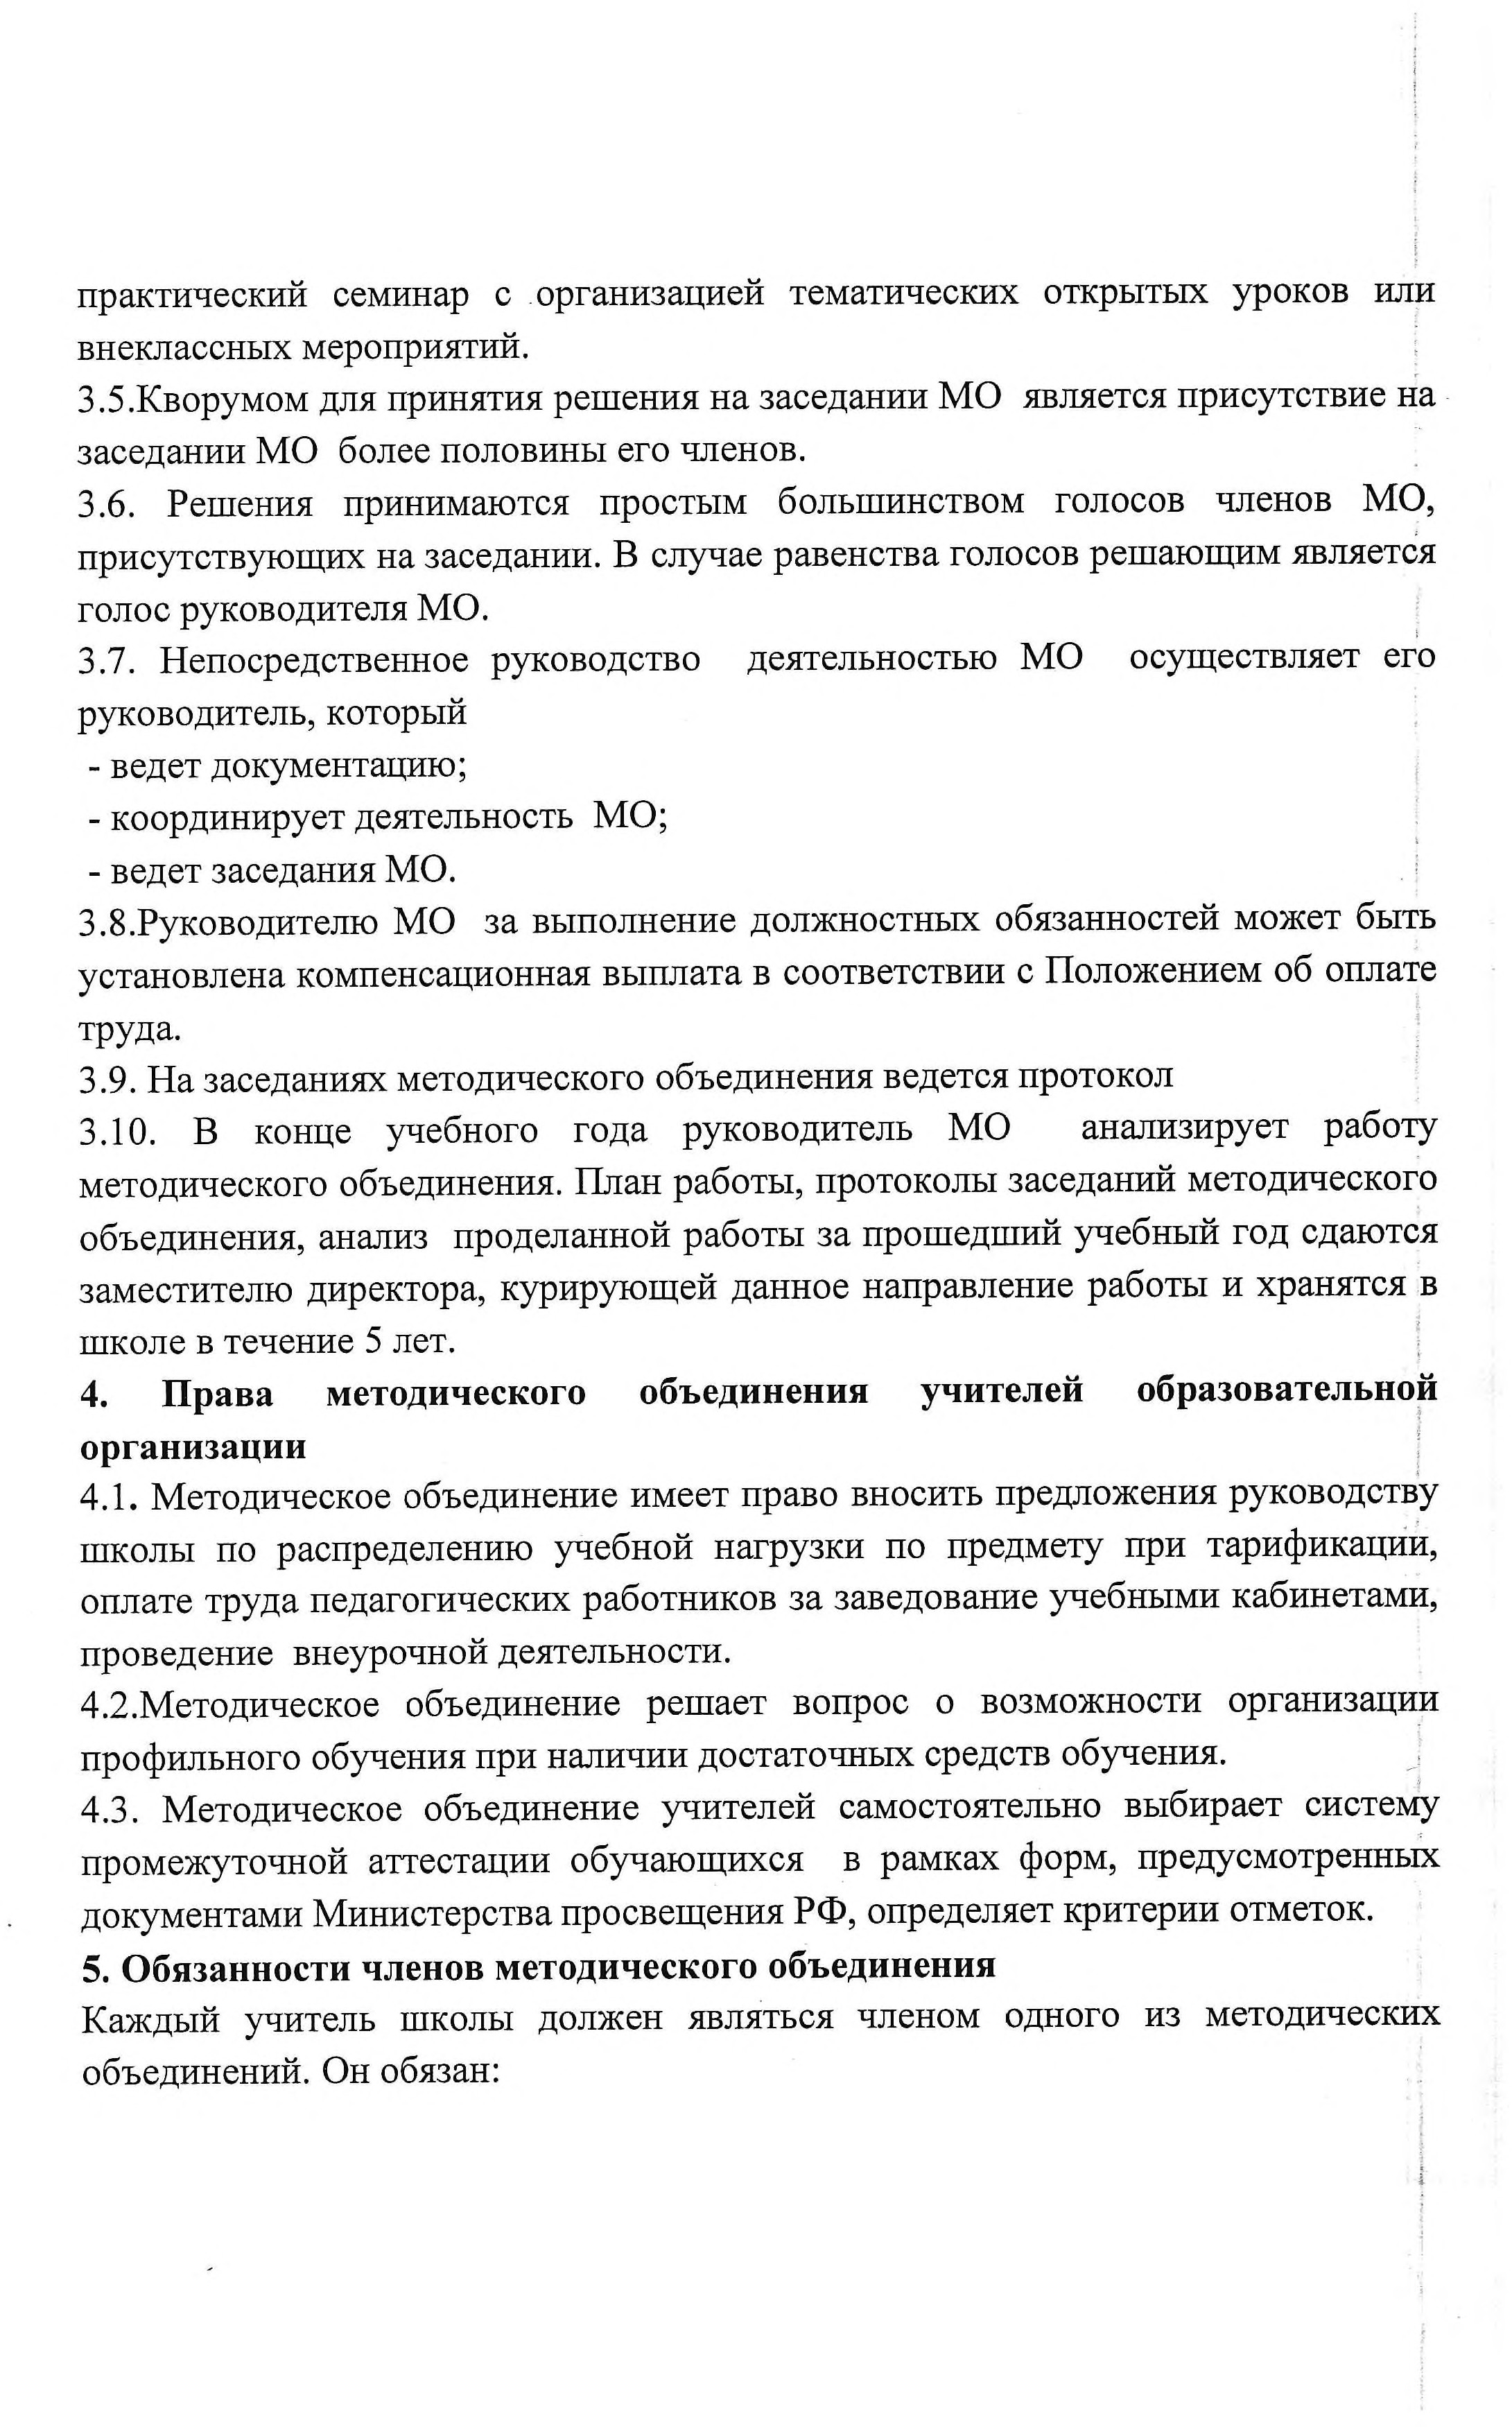 практический семинар с организацией тематических открытых уроков или
внеклассных мероприятий.
3.5.Кворумом для принятия решения на заседании МО является присутствие на
заседании МО более половины его членов.
3.6. Решения принимаются простым большинством голосов членов МО,
присутствующих на заседании. В случае равенства голосов решающим является
голос руководителя МО.
3.7. Непосредственное руководство деятельностью МО осуществляет его
руководитель, который
- ведет документацию;
- координирует деятельность МО;
- ведет заседания МО.
3.8.Руководителю МО за выполнение должностных обязанностей может быть
установлена компенсационная выплата в соответствии с Положением об оплате
труда.
3.9. На заседаниях методического объединения ведется протокол
3.10. В конце учебного года руководитель МО анализирует работу
методического объединения. План работы, протоколы заседаний методического
объединения, анализ проделанной работы за прошедший учебный год сдаются
заместителю директора, курирующей данное направление работы и хранятся в
школе в течение 5 лет.
4. Права методического объединения учителей образовательной
организации
4.1. Методическое объединение имеет право вносить предложения руководству
школы по распределению учебной нагрузки по предмету при тарификации,
оплате труда педагогических работников за заведование учебными кабинетами,
проведение внеурочной деятельности.
4.2.Методическое объединение решает вопрос о возможности организации
профильного обучения при наличии достаточных средств обучения.
4.3. Методическое объединение учителей самостоятельно выбирает систему
промежуточной аттестации обучающихся в рамках форм, предусмотренных
документами Министерства просвещения РФ, определяет критерии отметок.
5. Обязанности членов методического объединения
Каждый учитель школы должен являться членом одного из методических
объединений. Он обязан: